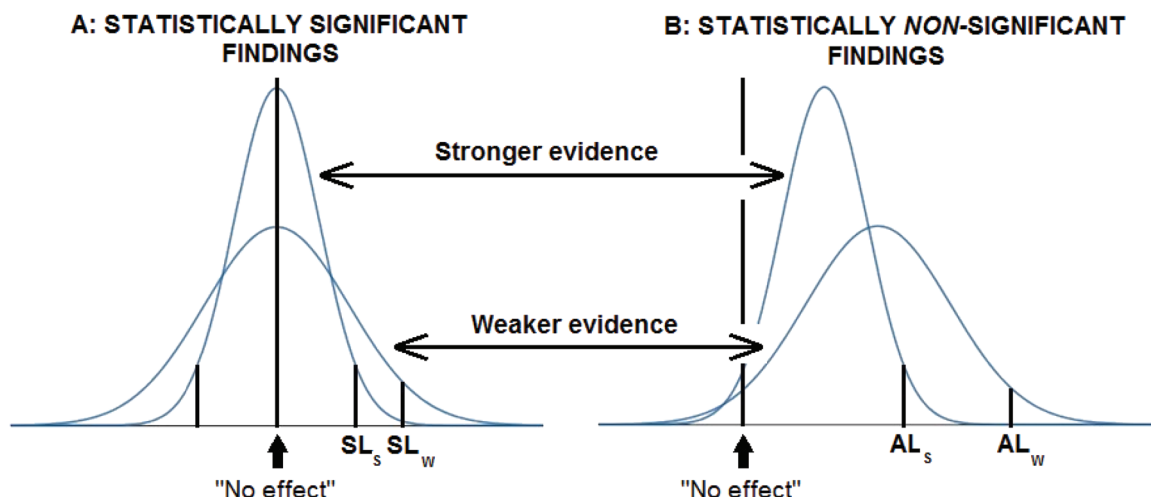 A: STATISTICALLY SIGNIFICANT
FINDINGS
B: STATISTICALLY NON-SIGNIFICANT
FINDINGS
Stronger evidence
Weaker evidence
SLs SLw
ALs ALw
"No effect"
"No effect"